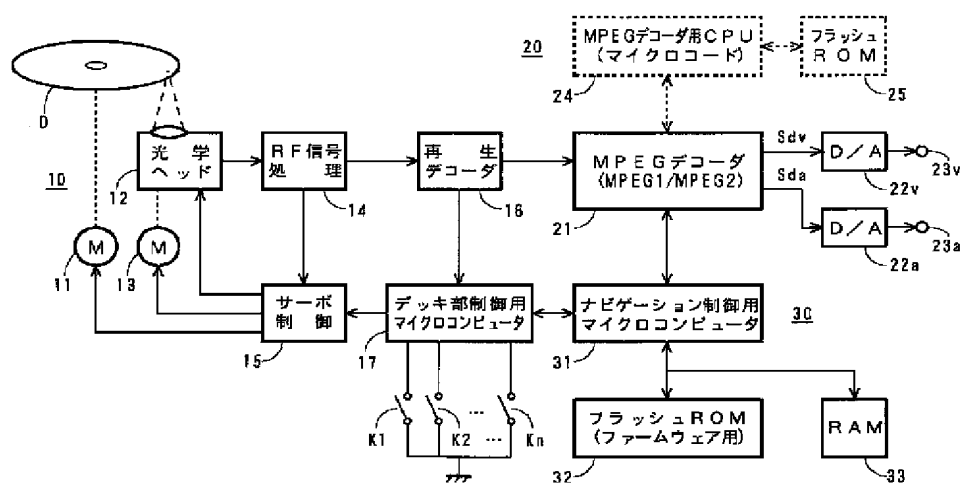 20
MPEGデコーダ用CPU
(マイクロコード)
24
フラッシュ
ROM
25
D
10
光学
ヘッド
12
RF信号
処理
14
再生
デコーダ
16
MPEGデコーダ
(MPEG1/MPEG2)
21
Sdv
Sda
D/A
22v
23v
D/A
22a
23a
M
11
M
13
サーボ
制御
15
デッキ部制御用
マイクロコンピュータ
17
ナビゲーション制御用
マイクロコンピュータ
31
30
K1
K2
…
Kn
…
フラッシュROM
(ファームウェア用)
32
RAM
33